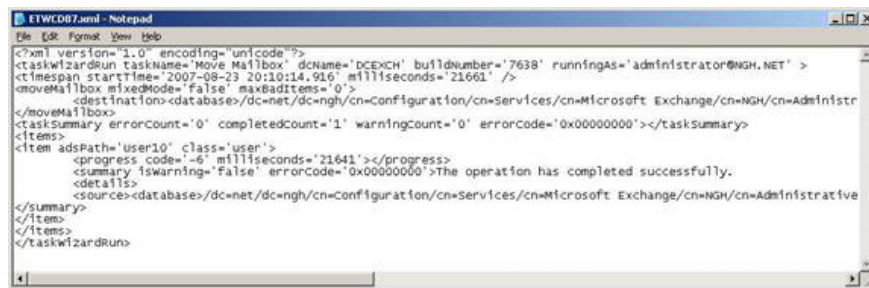 ETWCD87.xml - Notepad
File Edit Format View Help
<?xml version="1.0" encoding="unicode"?>
<taskWizardRun taskName='Move Mailbox' dcName='DCEXCH' buildNumber='7638' runningAs='administrator@NGH.NET' >
<timespan startTime='2007-08-23 20:10:14.916' milliseconds='21661' />
<moveMailbox mixedMode='false' maxBadItems='0'>
<destination><database>/dc=net/dc=ngh/cn=Configuration/cn=Services/cn=Microsoft Exchange/cn=NGH/cn=Administr
</moveMailbox>
<taskSummary errorCount='0' completedCount='1' warningCount='0' errorCode='0x00000000'></taskSummary>
<items>
<item adsPath='User10' class='user'>
<progress code='-6' milliseconds='21641'></progress>
<summary isWarning='false' errorCode='0x00000000'>The operation has completed successfully.
<details>
<source><database>/dc=net/dc=ngh/cn=Configuration/cn=Services/cn=Microsoft Exchange/cn=NGH/cn=Administrative
</summary>
</item>
</items>
</taskWizardRun>